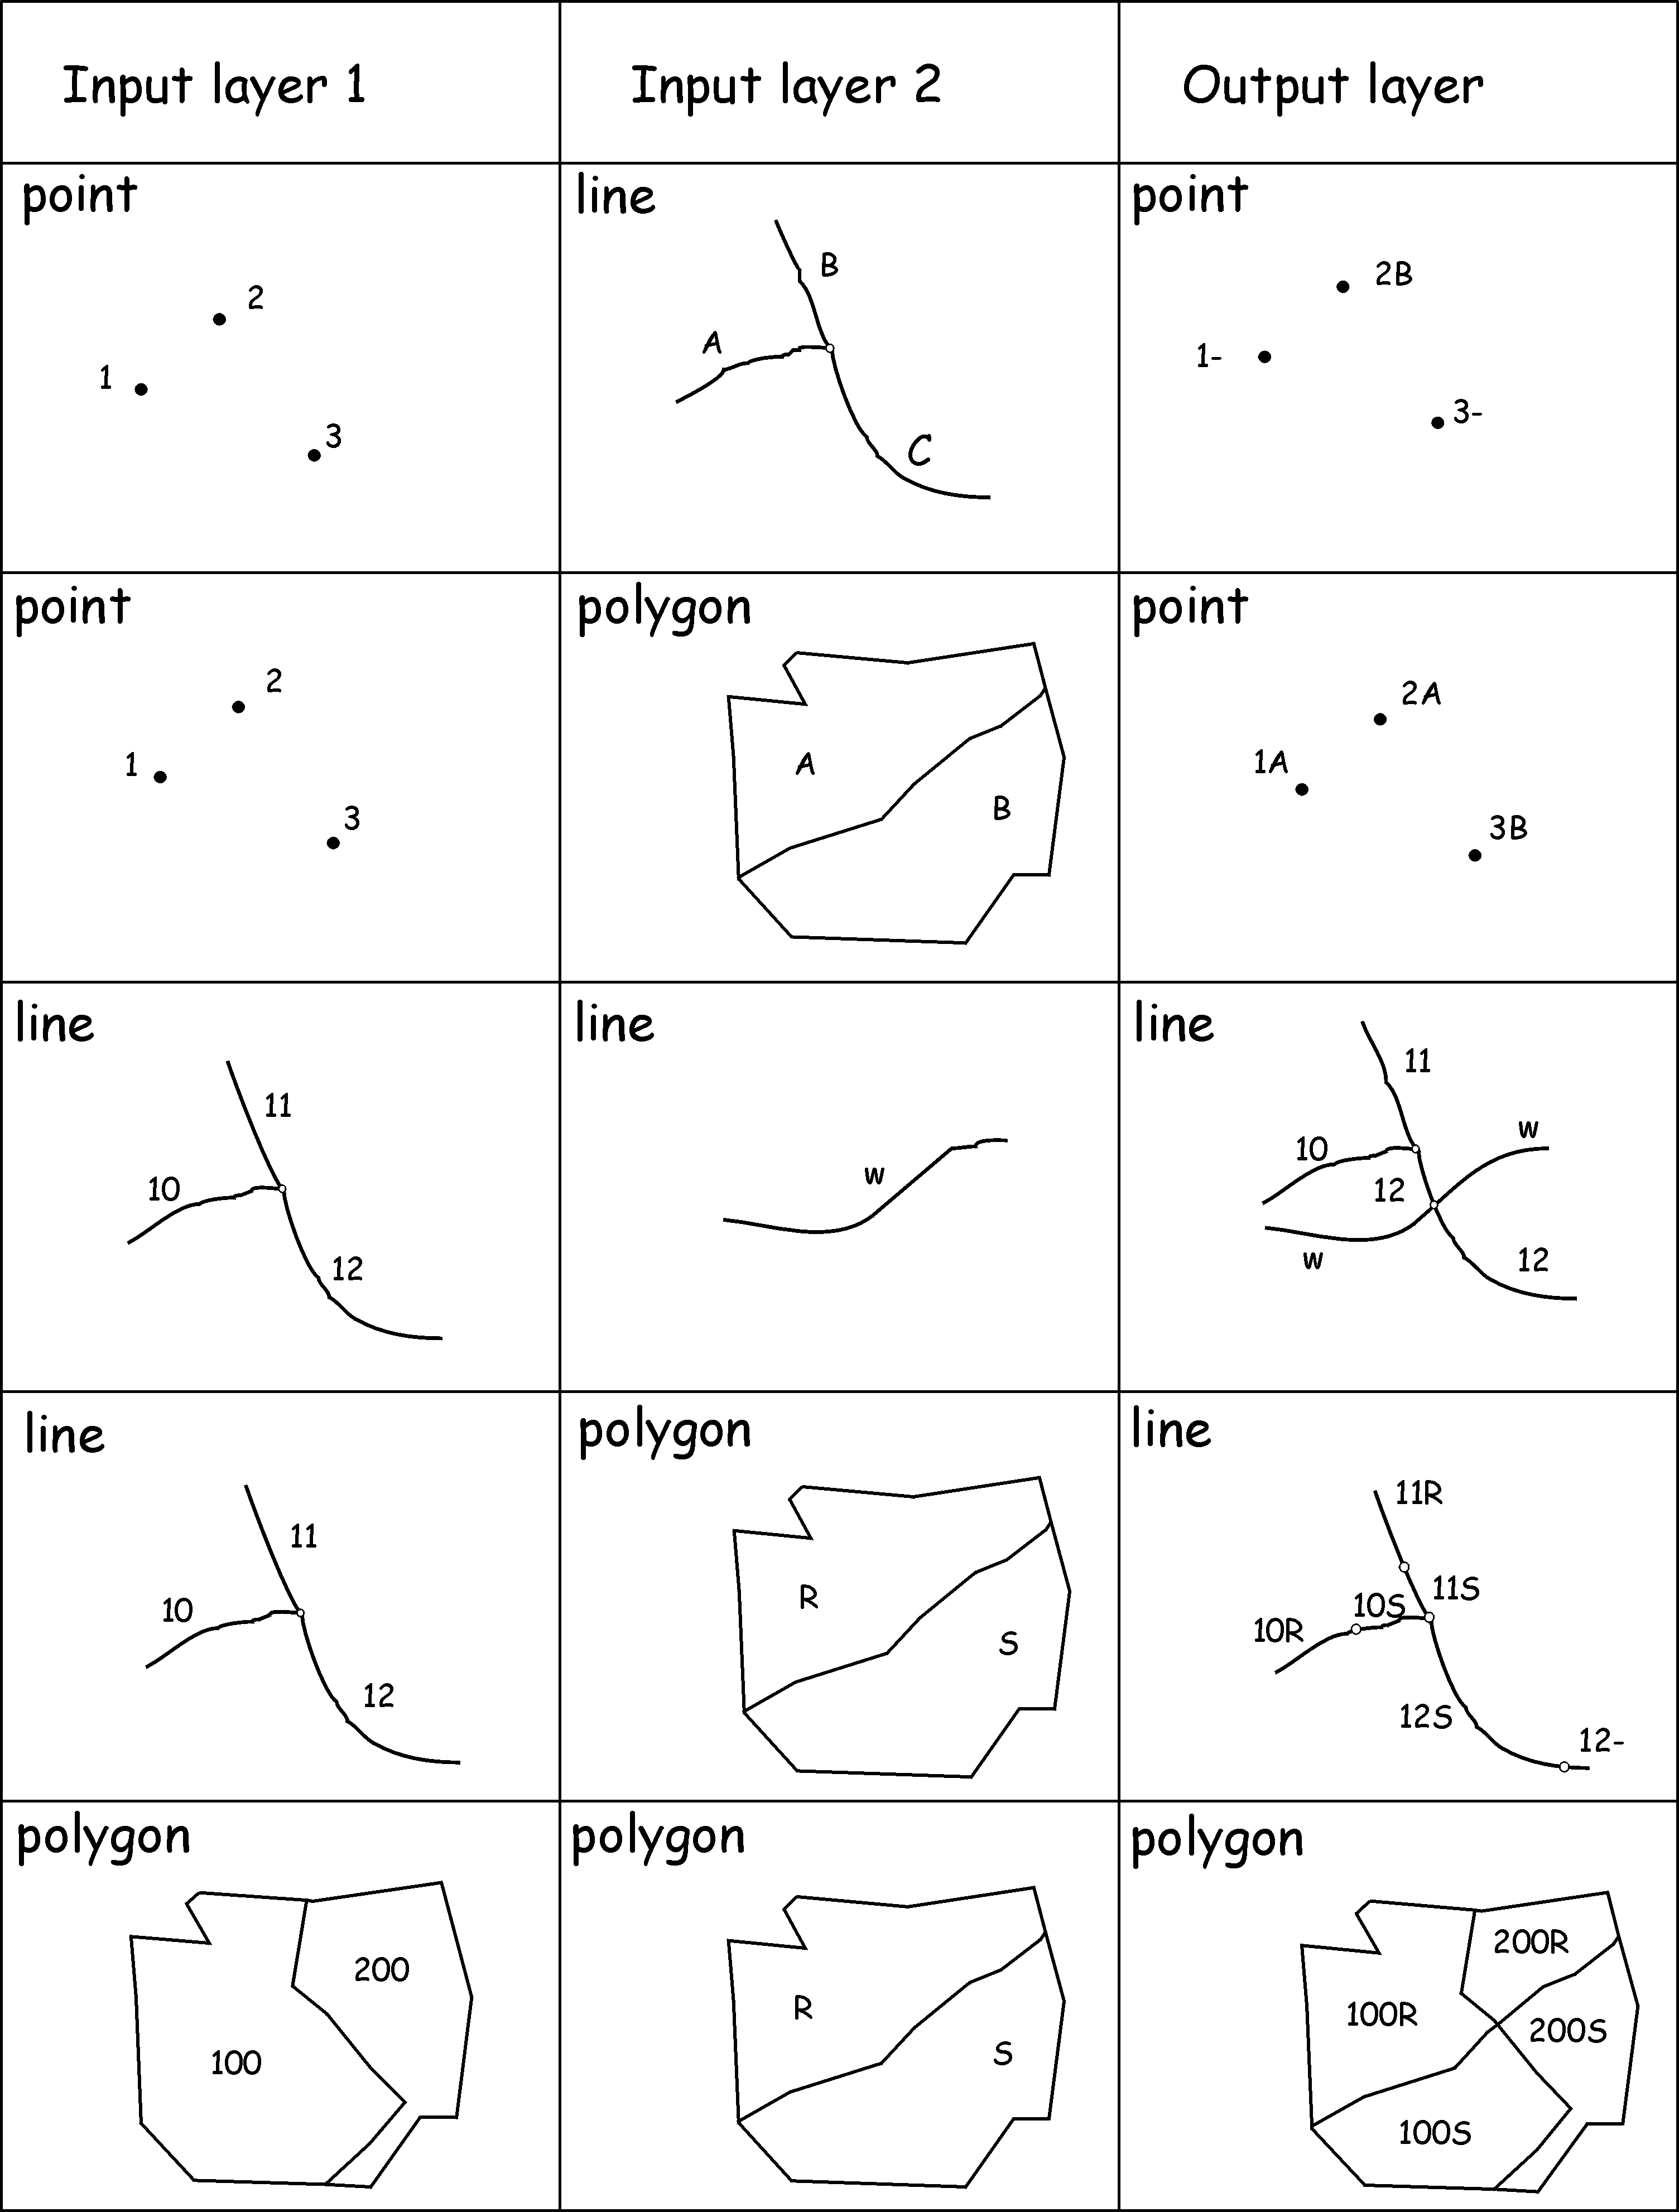 Input layer 1
Input layer 2
Output layer
point
2
1
3
line
B
A
C
point
2B
1-
3-
point
2
1
3
polygon
A
B
point
2A
1A
3B
line
11
10
12
line
w
line
11
w
10
12
w
12
line
11
10
12
polygon
R
S
line
11R
11S
10S
10R
12S
12-
polygon
200
100
polygon
R
S
polygon
200R
100R
200S
100S